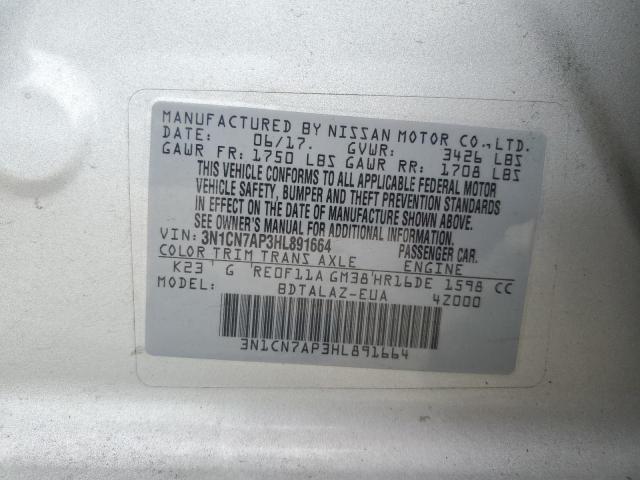 MANUFACTURED BY NISSAN MOTOR CO.,LTD.
DATE: 06/17. GVWR: 3426 LBS
GAWR FR: 1750 LBS GAWR RR: 1708 LBS
THIS VEHICLE CONFORMS TO ALL APPLICABLE FEDERAL MOTOR
VEHICLE SAFETY, BUMPER AND THEFT PREVENTION STANDARDS
IN EFFECT ON THE DATE OF MANUFACTURE SHOWN ABOVE.
SEE OWNER'S MANUAL FOR ADDITIONAL INFORMATION.
VIN: 3N1CN7AP3HL891664 PASSENGER CAR.
COLOR TRIM TRANS AXLE ENGINE
K23 G RE0F11A GM38 HR16DE 1598 CC
MODEL: BDTALAZ-EUA 4Z000
3N1CN7AP3HL891664